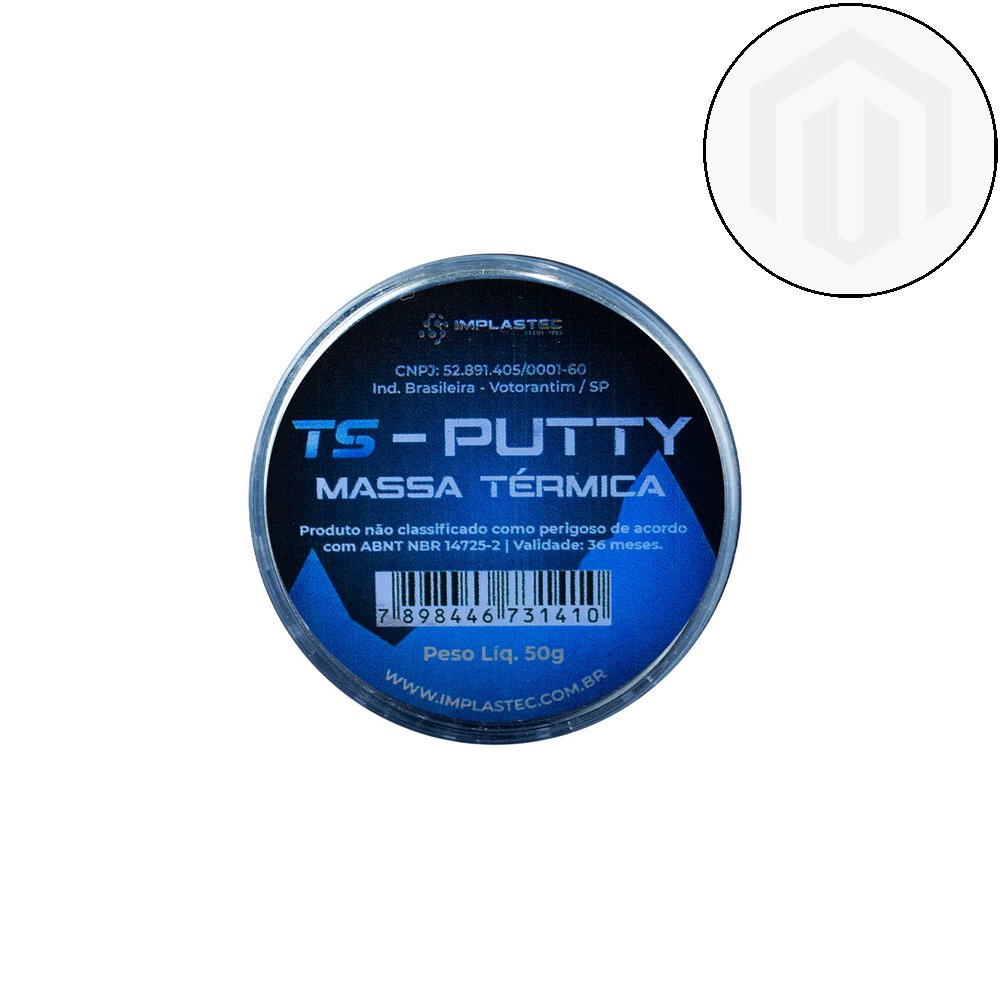 IMPLASTEC
CNPJ: 52.891.405/0001-60
Ind. Brasileira - Votorantim / SP
TS - PUTTY
MASSA TÉRMICA
Produto não classificado como perigoso de acordo
com ABNT NBR 14725-2 | Validade: 36 meses.
7 898446 731410
Peso Líq. 50g
WWW.IMPLASTEC.COM.BR